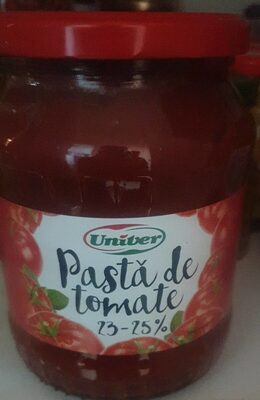 Univer
Pastă de
tomate
23-25%